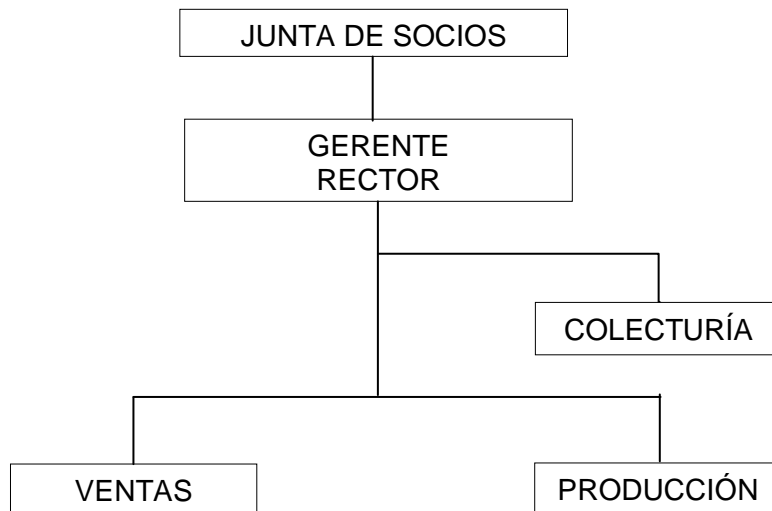 JUNTA DE SOCIOS
GERENTE
RECTOR
COLECTURÍA
VENTAS
PRODUCCIÓN